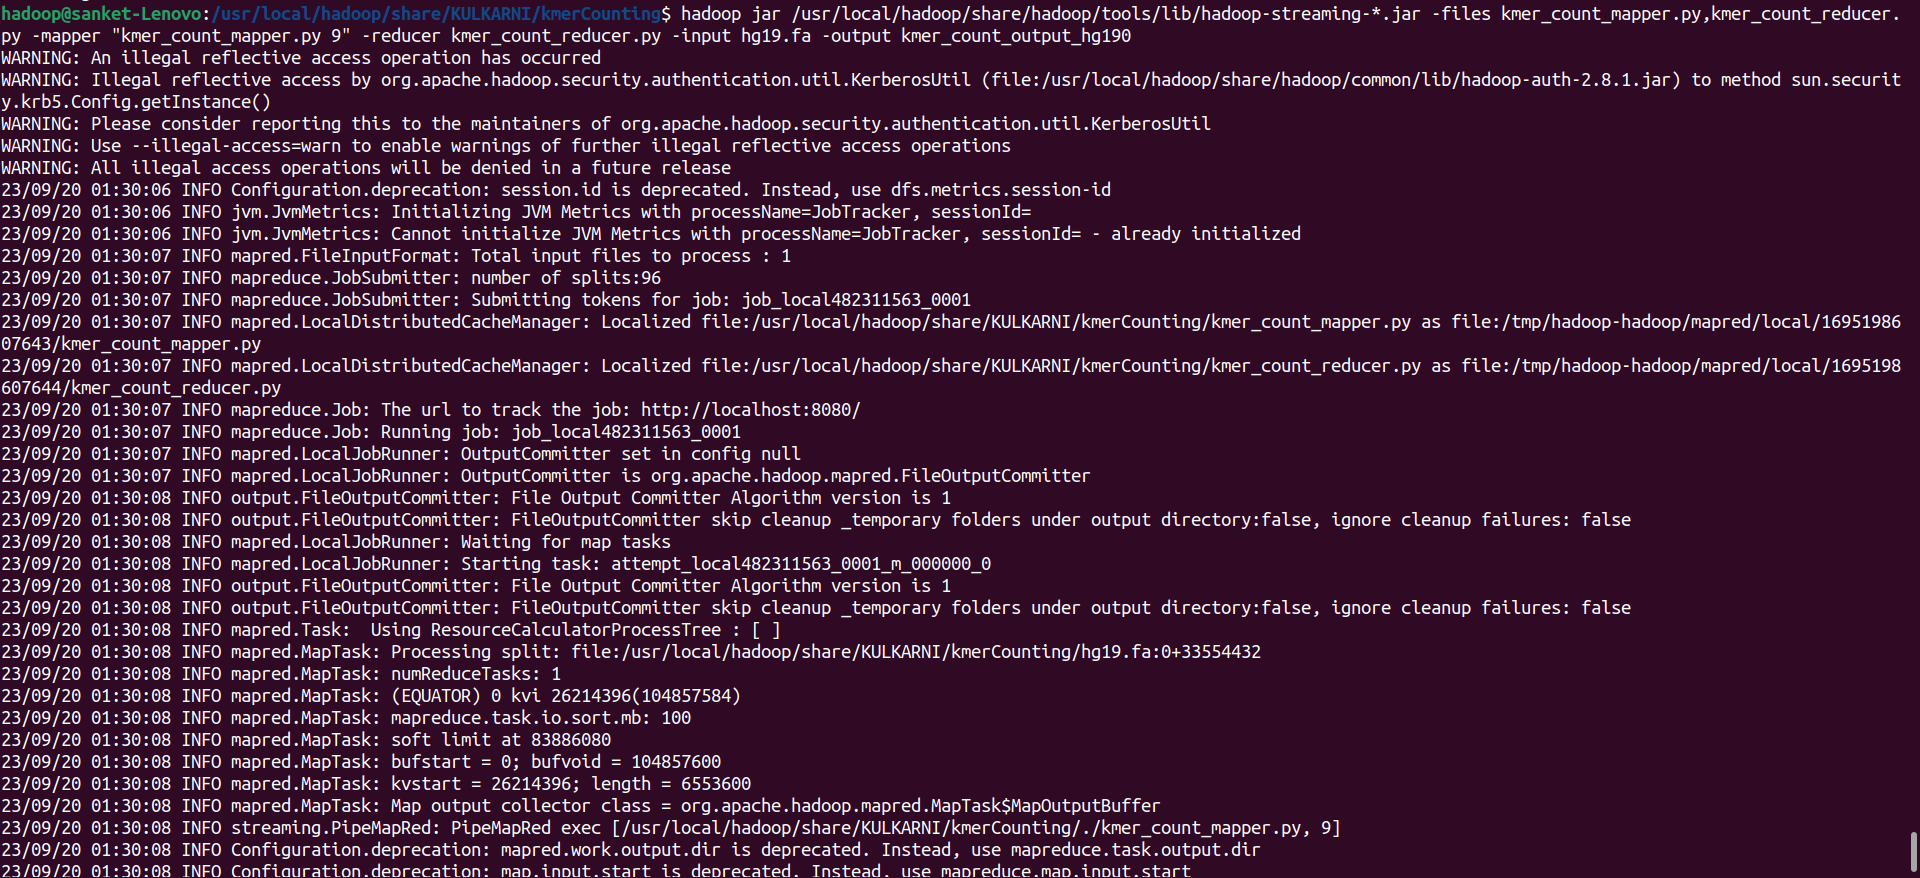 hadoop@sanket-Lenovo:/usr/local/hadoop/share/KULKARNI/kmerCounting$ hadoop jar /usr/local/hadoop/share/hadoop/tools/lib/hadoop-streaming-*.jar -files kmer_count_mapper.py,kmer_count_reducer.
py -mapper "kmer_count_mapper.py 9" -reducer kmer_count_reducer.py -input hg19.fa -output kmer_count_output_hg190
WARNING: An illegal reflective access operation has occurred
WARNING: Illegal reflective access by org.apache.hadoop.security.authentication.util.KerberosUtil (file:/usr/local/hadoop/share/hadoop/common/lib/hadoop-auth-2.8.1.jar) to method sun.securit
y.krb5.Config.getInstance()
WARNING: Please consider reporting this to the maintainers of org.apache.hadoop.security.authentication.util.KerberosUtil
WARNING: Use --illegal-access=warn to enable warnings of further illegal reflective access operations
WARNING: All illegal access operations will be denied in a future release
23/09/20 01:30:06 INFO Configuration.deprecation: session.id is deprecated. Instead, use dfs.metrics.session-id
23/09/20 01:30:06 INFO jvm.JvmMetrics: Initializing JVM Metrics with processName=JobTracker, sessionId=
23/09/20 01:30:06 INFO jvm.JvmMetrics: Cannot initialize JVM Metrics with processName=JobTracker, sessionId= - already initialized
23/09/20 01:30:07 INFO mapred.FileInputFormat: Total input files to process : 1
23/09/20 01:30:07 INFO mapreduce.JobSubmitter: number of splits:96
23/09/20 01:30:07 INFO mapreduce.JobSubmitter: Submitting tokens for job: job_local482311563_0001
23/09/20 01:30:07 INFO mapred.LocalDistributedCacheManager: Localized file:/usr/local/hadoop/share/KULKARNI/kmerCounting/kmer_count_mapper.py as file:/tmp/hadoop-hadoop/mapred/local/16951986
07643/kmer_count_mapper.py
23/09/20 01:30:07 INFO mapred.LocalDistributedCacheManager: Localized file:/usr/local/hadoop/share/KULKARNI/kmerCounting/kmer_count_reducer.py as file:/tmp/hadoop-hadoop/mapred/local/1695198
607644/kmer_count_reducer.py
23/09/20 01:30:07 INFO mapreduce.Job: The url to track the job: http://localhost:8080/
23/09/20 01:30:07 INFO mapreduce.Job: Running job: job_local482311563_0001
23/09/20 01:30:07 INFO mapred.LocalJobRunner: OutputCommitter set in config null
23/09/20 01:30:07 INFO mapred.LocalJobRunner: OutputCommitter is org.apache.hadoop.mapred.FileOutputCommitter
23/09/20 01:30:08 INFO output.FileOutputCommitter: File Output Committer Algorithm version is 1
23/09/20 01:30:08 INFO output.FileOutputCommitter: FileOutputCommitter skip cleanup _temporary folders under output directory:false, ignore cleanup failures: false
23/09/20 01:30:08 INFO mapred.LocalJobRunner: Waiting for map tasks
23/09/20 01:30:08 INFO mapred.LocalJobRunner: Starting task: attempt_local482311563_0001_m_000000_0
23/09/20 01:30:08 INFO output.FileOutputCommitter: File Output Committer Algorithm version is 1
23/09/20 01:30:08 INFO output.FileOutputCommitter: FileOutputCommitter skip cleanup _temporary folders under output directory:false, ignore cleanup failures: false
23/09/20 01:30:08 INFO mapred.Task:  Using ResourceCalculatorProcessTree : [ ]
23/09/20 01:30:08 INFO mapred.MapTask: Processing split: file:/usr/local/hadoop/share/KULKARNI/kmerCounting/hg19.fa:0+33554432
23/09/20 01:30:08 INFO mapred.MapTask: numReduceTasks: 1
23/09/20 01:30:08 INFO mapred.MapTask: (EQUATOR) 0 kvi 26214396(104857584)
23/09/20 01:30:08 INFO mapred.MapTask: mapreduce.task.io.sort.mb: 100
23/09/20 01:30:08 INFO mapred.MapTask: soft limit at 83886080
23/09/20 01:30:08 INFO mapred.MapTask: bufstart = 0; bufvoid = 104857600
23/09/20 01:30:08 INFO mapred.MapTask: kvstart = 26214396; length = 6553600
23/09/20 01:30:08 INFO mapred.MapTask: Map output collector class = org.apache.hadoop.mapred.MapTask$MapOutputBuffer
23/09/20 01:30:08 INFO streaming.PipeMapRed: PipeMapRed exec [/usr/local/hadoop/share/KULKARNI/kmerCounting/./kmer_count_mapper.py, 9]
23/09/20 01:30:08 INFO Configuration.deprecation: mapred.work.output.dir is deprecated. Instead, use mapreduce.task.output.dir
23/09/20 01:30:08 INFO Configuration.deprecation: map.input.start is deprecated. Instead, use mapreduce.map.input.start